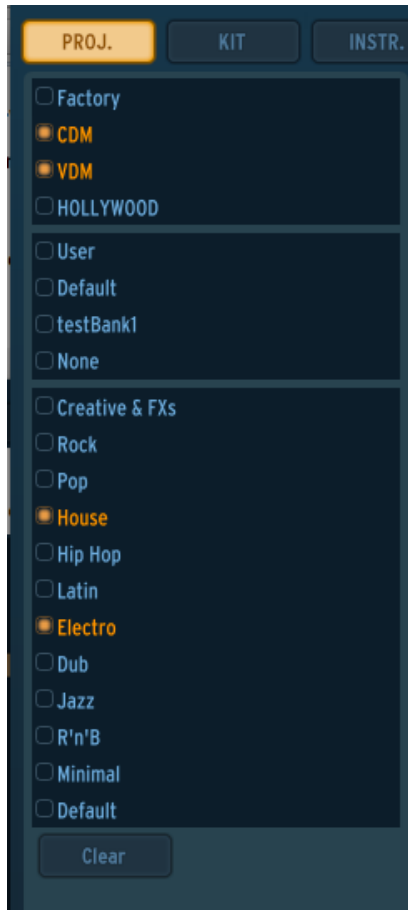 PROJ. KIT INSTR.
Factory
CDM
VDM
HOLLYWOOD
User
Default
testBank1
None
Creative & FXs
Rock
Pop
House
Hip Hop
Latin
Electro
Dub
Jazz
R'n'B
Minimal
Default
Clear